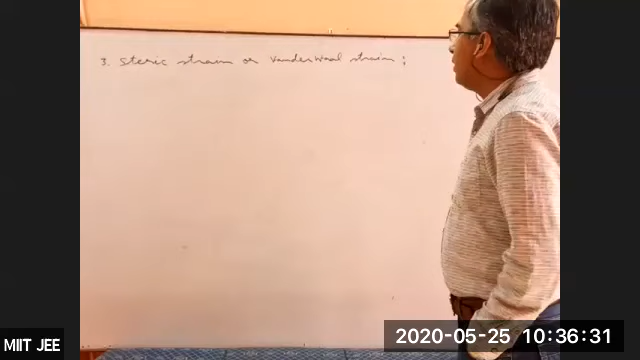 3. Steric strain or Vanderwaal strain :
MIIT JEE
2020-05-25 10:36:31